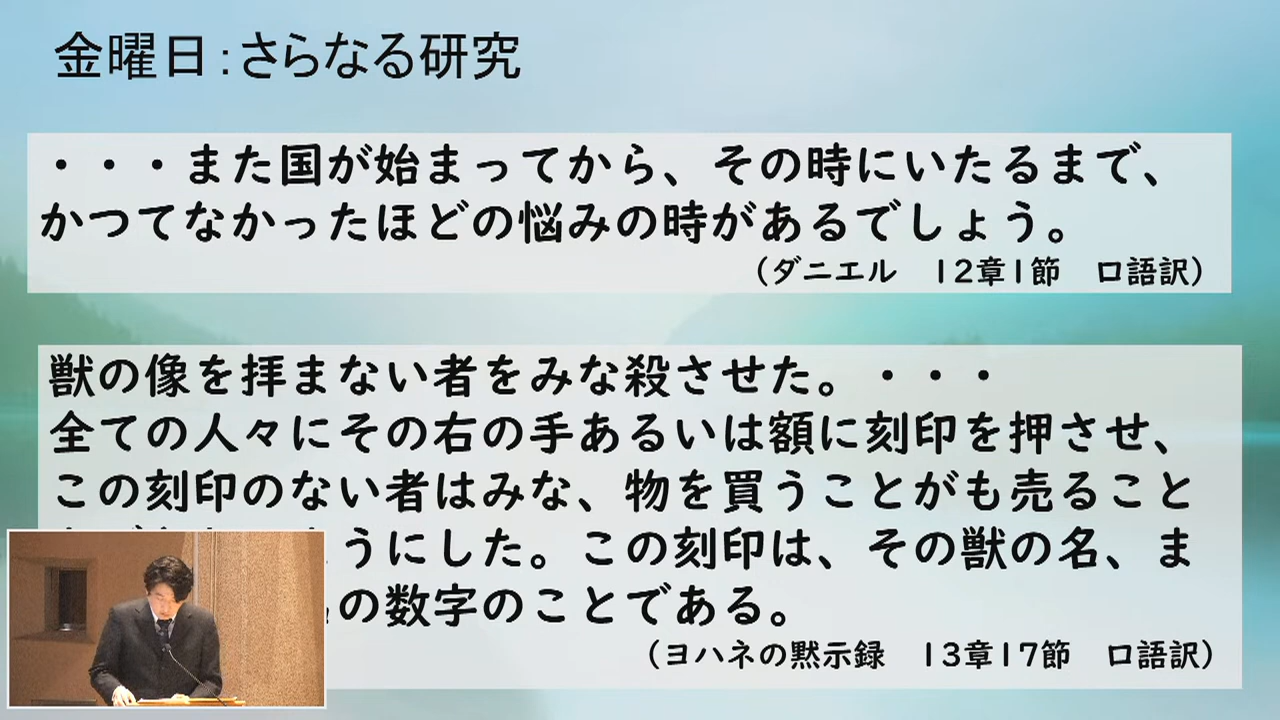 金曜日:さらなる研究
・・・また国が始まってから、その時にいたるまで、
かつてなかったほどの悩みの時があるでしょう。
(ダニエル 12章1節 口語訳)
獣の像を拝まない者をみな殺させた。・・・
全ての人々にその右の手あるいは額に刻印を押させ、
この刻印のない者はみな、物を買うことがも売ること
うにした。この刻印は、その獣の名、ま
の数字のことである。
(ヨハネの黙示録 13章17節 口語訳)